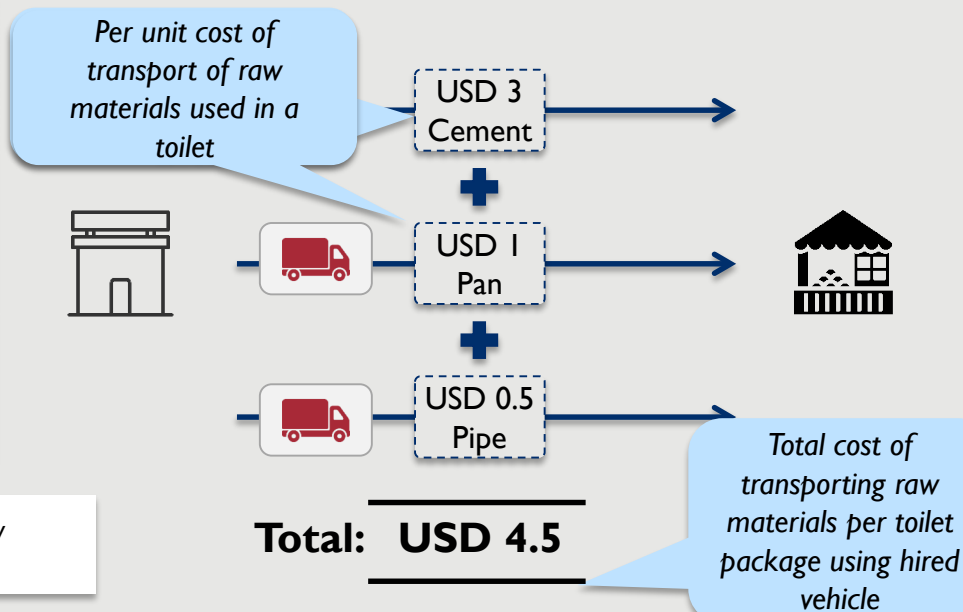 Per unit cost of
transport of raw
materials used in a
toilet
USD 3
Cement
USD 1
Pan
USD 0.5
Pipe
Total: USD 4.5
Total cost of
transporting raw
materials per toilet
package using hired
vehicle